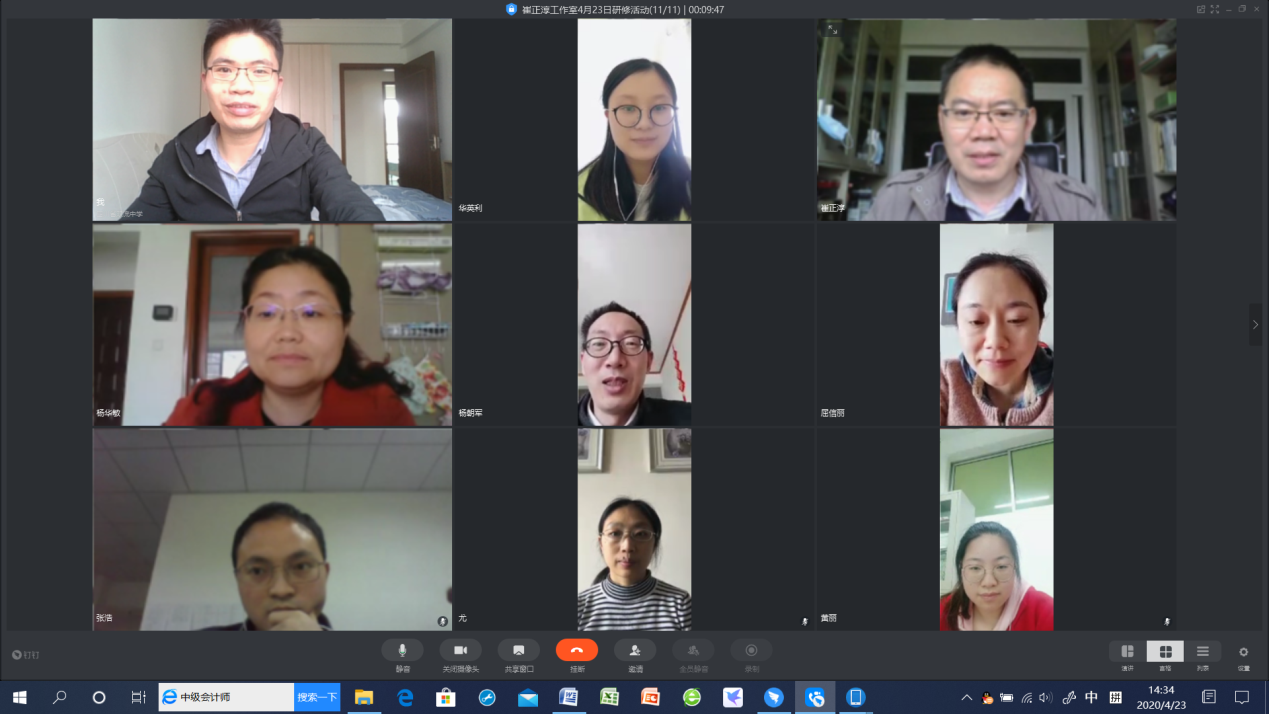 崔正淳工作室4月23日研修活动(11/11) | 00:09:47
我
华英利
崔正淳
杨华敏
杨朝军
屈信丽
张浩
尤
黄丽
钉钉
静音
关闭摄像头
共享窗口
挂断
邀请
全员静音
录制
演讲
宫格
列表
设置
中级会计师
搜索一下
中
拼
14:34
2020/4/23